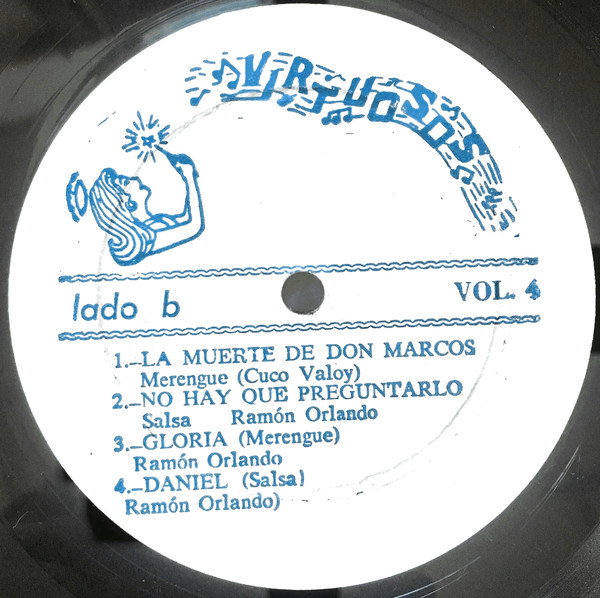 VIRTUOSOS
lado b
VOL. 4
1.—LA MUERTE DE DON MARCOS
Merengue (Cuco Valoy)
2.—NO HAY QUE PREGUNTARLO
Salsa Ramón Orlando
3.—GLORIA (Merengue)
Ramón Orlando
4.—DANIEL (Salsa)
Ramón Orlando)